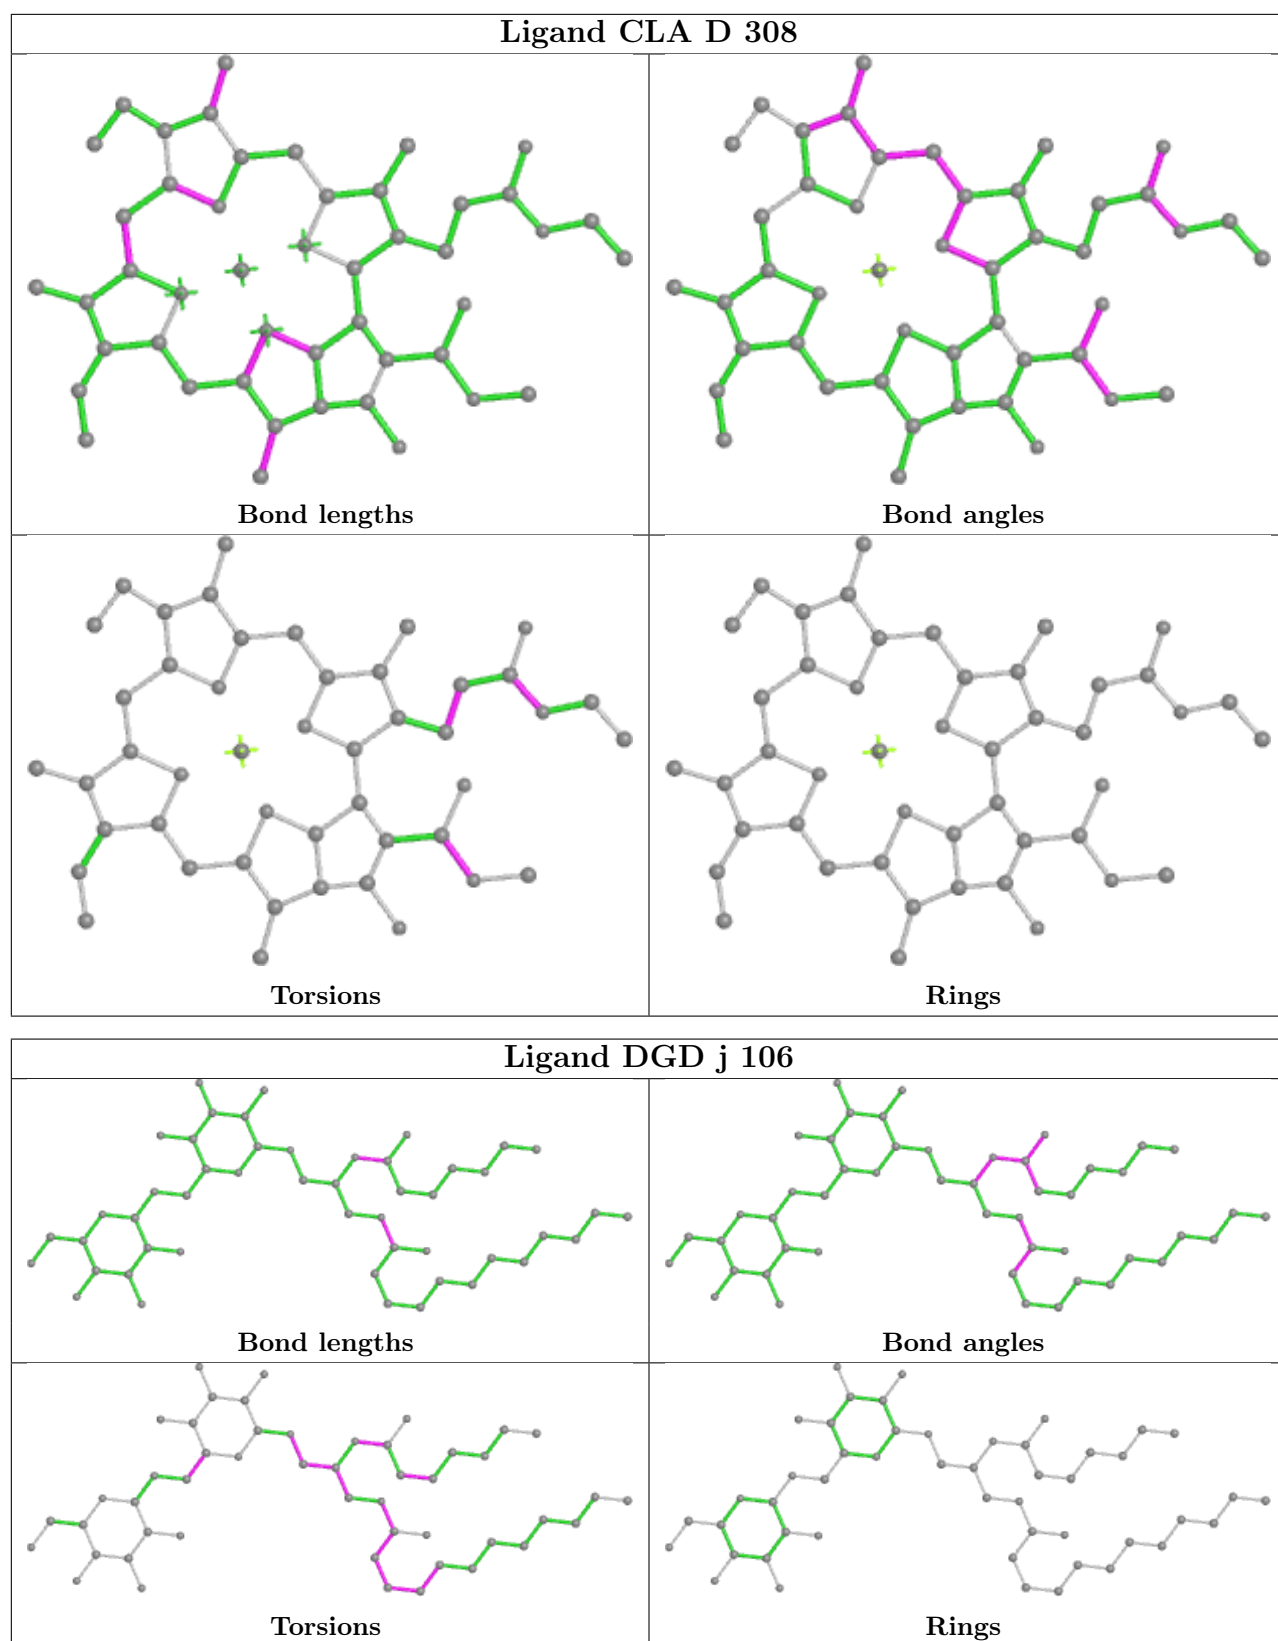 Ligand CLA D 308
Bond lengths
Bond angles
Torsions
Rings
Ligand DGD j 106
Bond lengths
Bond angles
Torsions
Rings